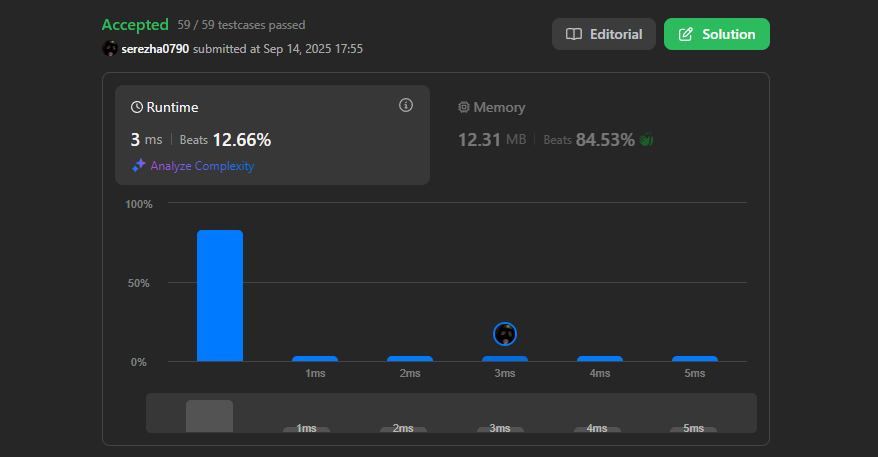 Accepted 59 / 59 testcases passed
serezha0790 submitted at Sep 14, 2025 17:55
Editorial
Solution
Runtime
3 ms Beats 12.66%
Analyze Complexity
Memory
12.31 MB Beats 84.53%
100%
50%
0%
1ms 2ms 3ms 4ms 5ms
1ms 2ms 3ms 4ms 5ms